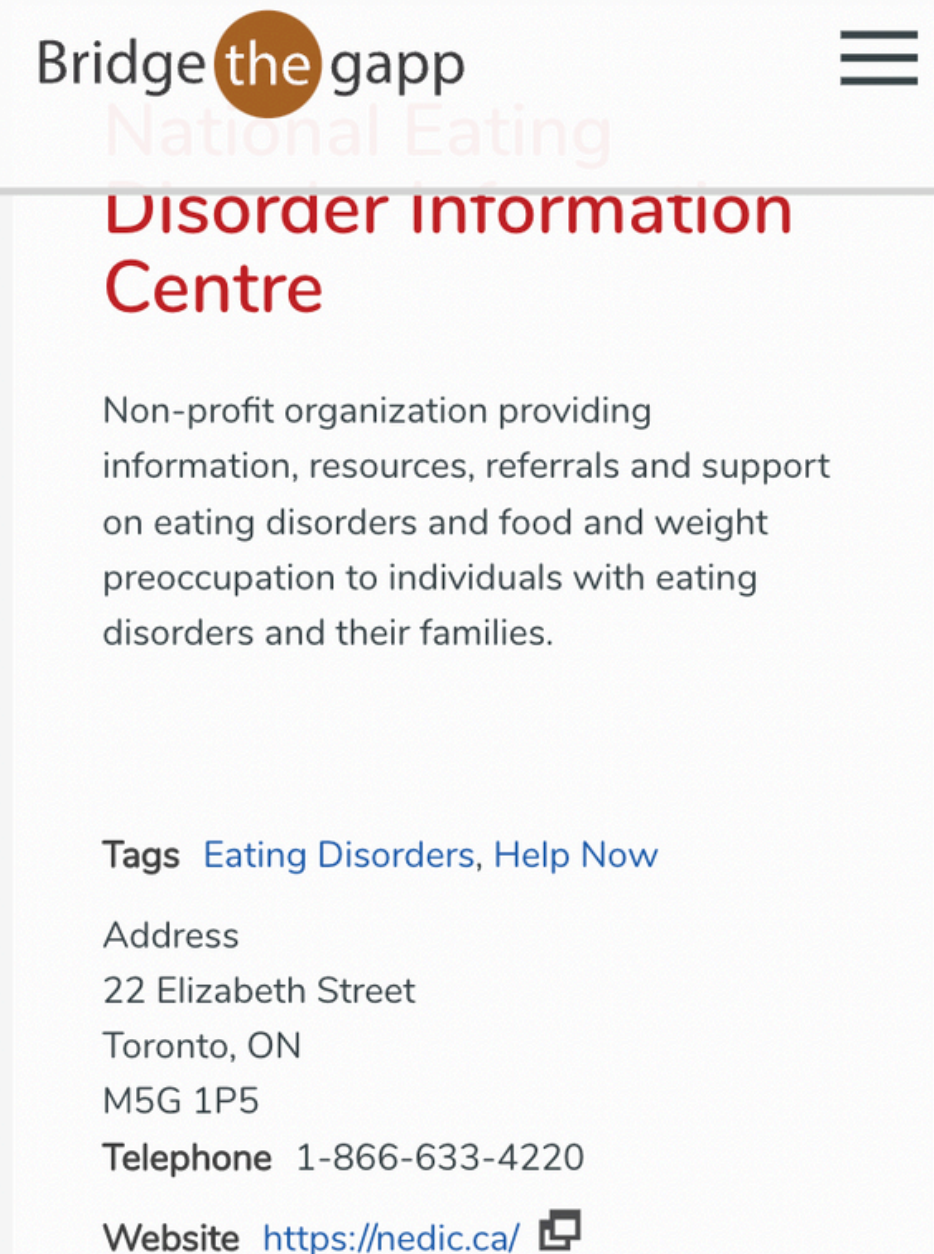 Bridge the gapp
National Eating
Disorder Information
Centre
Non-profit organization providing
information, resources, referrals and support
on eating disorders and food and weight
preoccupation to individuals with eating
disorders and their families.
Tags Eating Disorders, Help Now
Address
22 Elizabeth Street
Toronto, ON
M5G 1P5
Telephone 1-866-633-4220
Website https://nedic.ca/